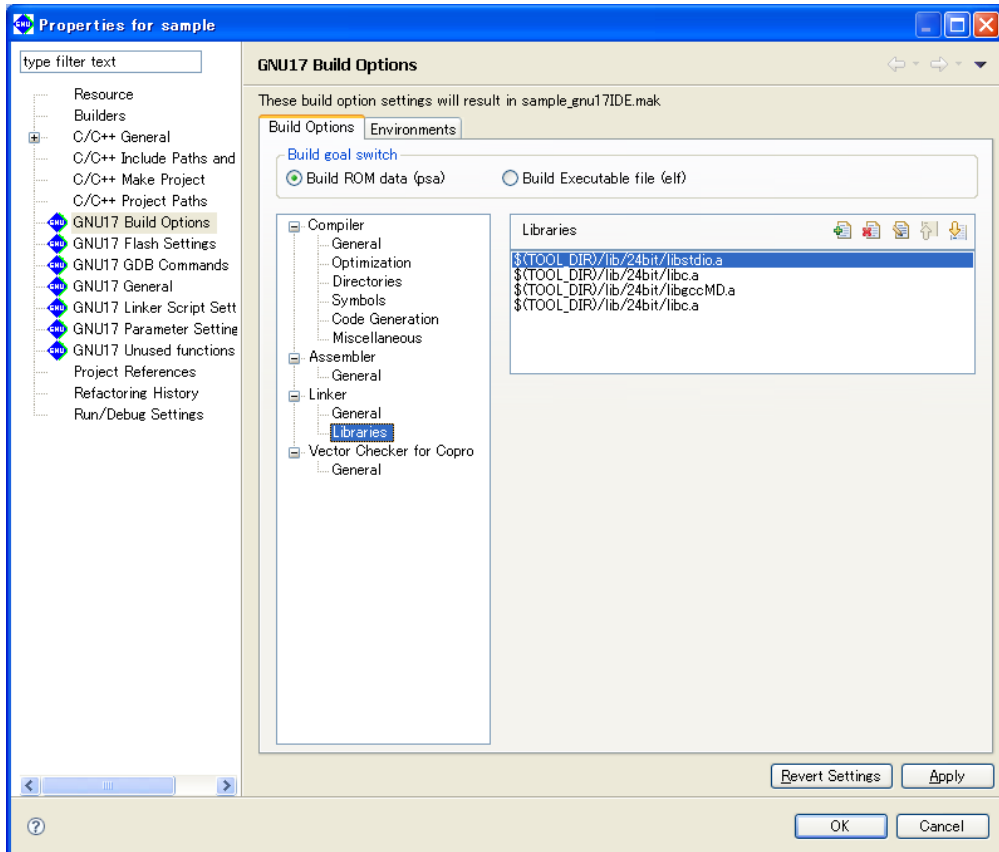 Properties for sample
type filter text
Resource
Builders
C/C++ General
C/C++ Include Paths and
C/C++ Make Project
C/C++ Project Paths
GNU17 Build Options
GNU17 Flash Settings
GNU17 GDB Commands
GNU17 General
GNU17 Linker Script Sett
GNU17 Parameter Setting
GNU17 Unused functions
Project References
Refactoring History
Run/Debug Settings
GNU17 Build Options
These build option settings will result in sample_gnu17IDE.mak
Build Options Environments
Build goal switch
Build ROM data (psa) Build Executable file (elf)
Compiler
General
Optimization
Directories
Symbols
Code Generation
Miscellaneous
Assembler
General
Linker
General
Libraries
Vector Checker for Copro
General
Libraries
$(TOOL_DIR)/lib/24bit/libstdio.a
$(TOOL_DIR)/lib/24bit/libc.a
$(TOOL_DIR)/lib/24bit/libgccMD.a
$(TOOL_DIR)/lib/24bit/libc.a
Revert Settings Apply
OK Cancel